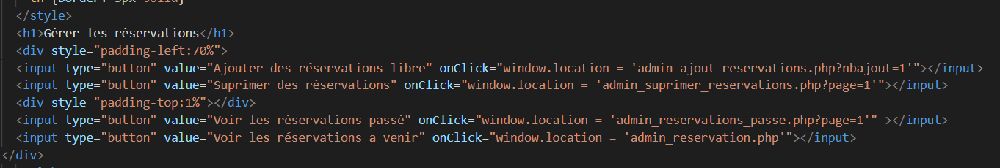 </style>
<h1>Gérer les réservations</h1>
<div style="padding-left:70%">
<input type="button" value="Ajouter des réservations libre" onClick="window.location = 'admin_ajout_reservations.php?nbajout=1'"></input>
<input type="button" value="Suprimer des réservations" onClick="window.location = 'admin_suprimer_reservations.php?page=1'"></input>
<div style="padding-top:1%"></div>
<input type="button" value="Voir les réservations passé" onClick="window.location = 'admin_reservations_passe.php?page=1'" ></input>
<input type="button" value="Voir les réservations a venir" onClick="window.location = 'admin_reservation.php'"></input>
</div>